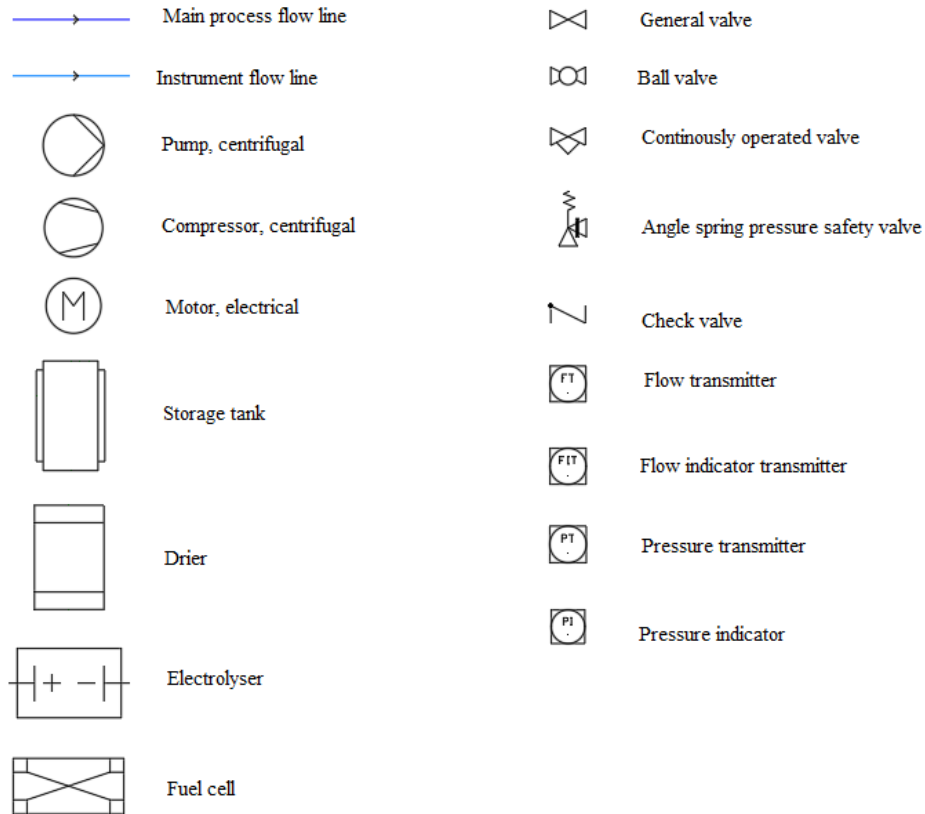 Main process flow line
Instrument flow line
Pump, centrifugal
Compressor, centrifugal
M
Motor, electrical
Storage tank
Drier
+ −
Electrolyser
Fuel cell
General valve
Ball valve
Continously operated valve
Angle spring pressure safety valve
Check valve
FT
Flow transmitter
FIT
Flow indicator transmitter
PT
Pressure transmitter
PI
Pressure indicator